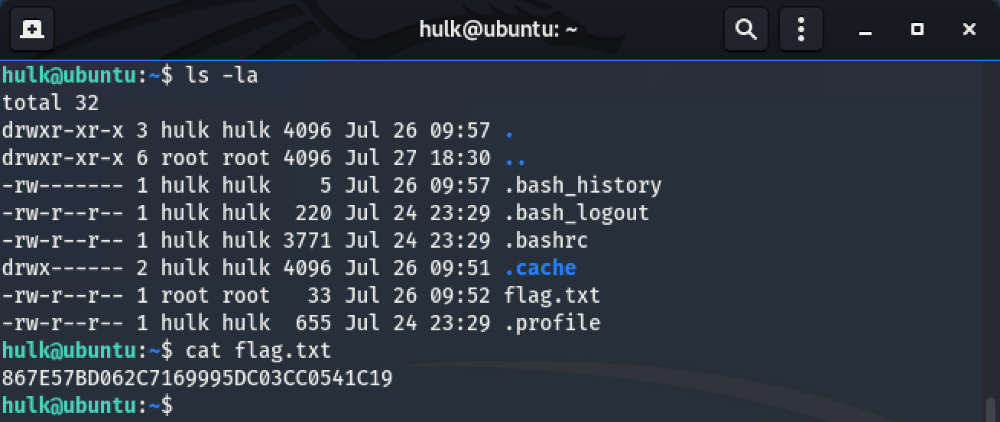 hulk@ubuntu: ~
hulk@ubuntu:~$ ls -la
total 32
drwxr-xr-x 3 hulk hulk 4096 Jul 26 09:57 .
drwxr-xr-x 6 root root 4096 Jul 27 18:30 ..
-rw------- 1 hulk hulk    5 Jul 26 09:57 .bash_history
-rw-r--r-- 1 hulk hulk  220 Jul 24 23:29 .bash_logout
-rw-r--r-- 1 hulk hulk 3771 Jul 24 23:29 .bashrc
drwx------ 2 hulk hulk 4096 Jul 26 09:51 .cache
-rw-r--r-- 1 root root   33 Jul 26 09:52 flag.txt
-rw-r--r-- 1 hulk hulk  655 Jul 24 23:29 .profile
hulk@ubuntu:~$ cat flag.txt
867E57BD062C7169995DC03CC0541C19
hulk@ubuntu:~$